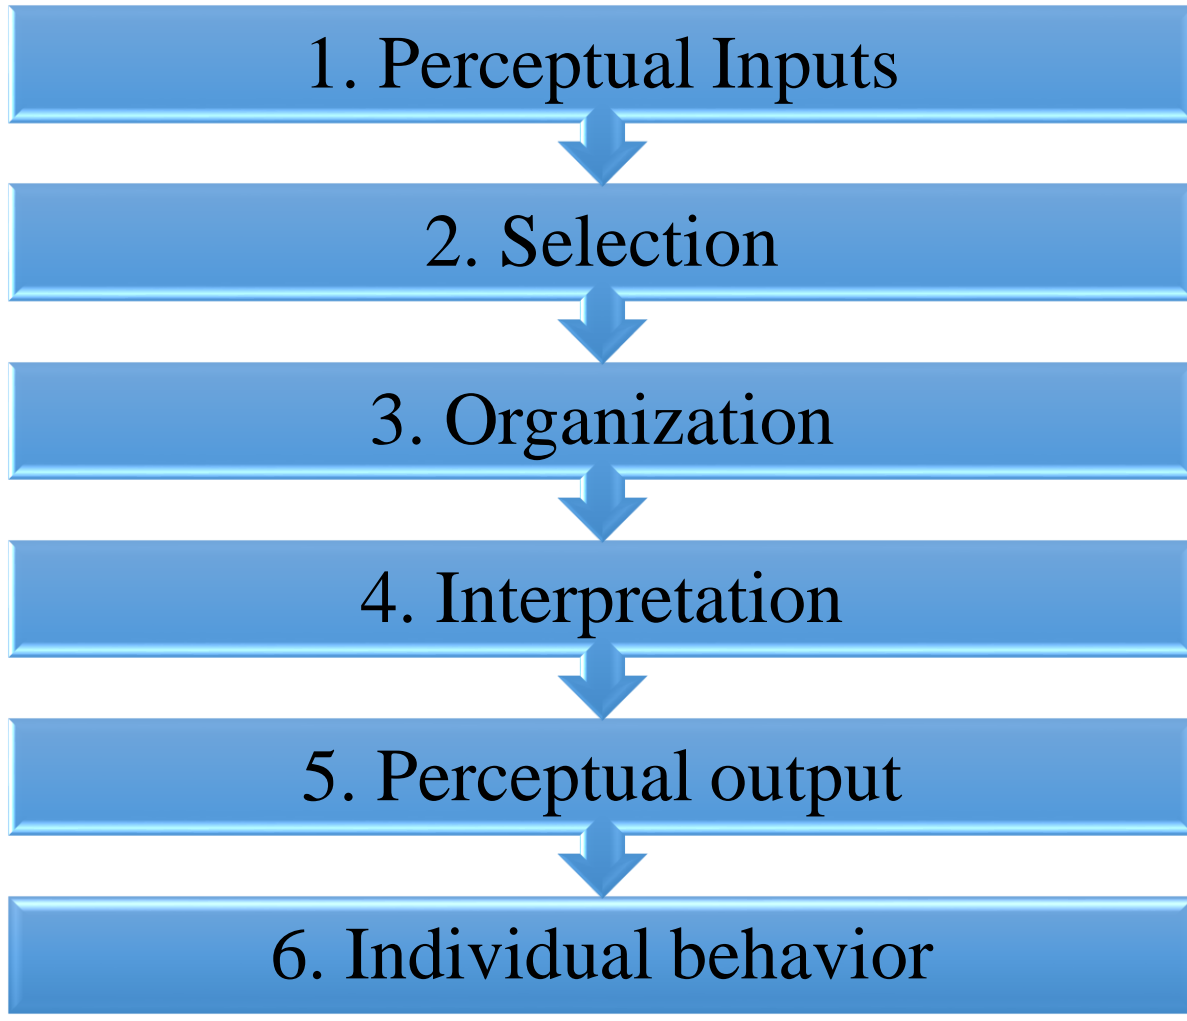 1. Perceptual Inputs
2. Selection
3. Organization
4. Interpretation
5. Perceptual output
6. Individual behavior